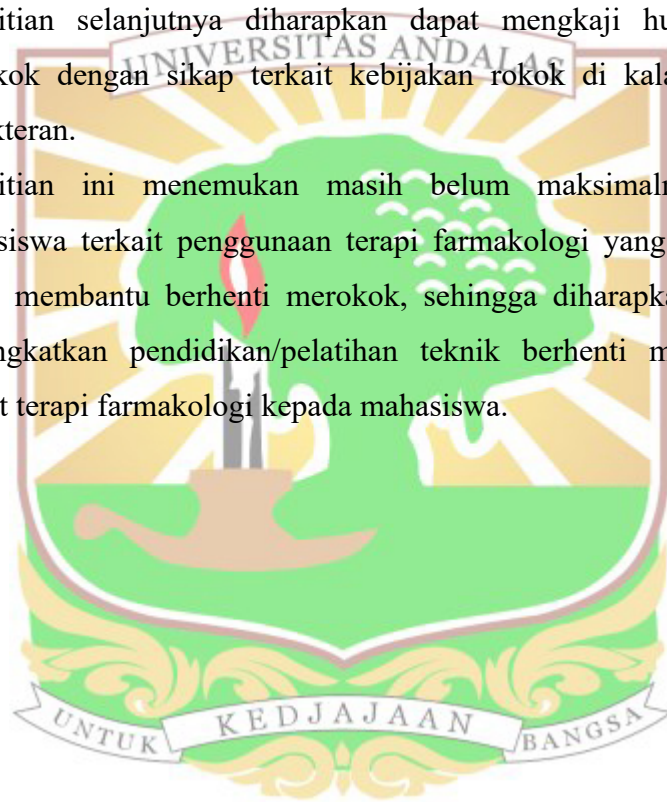 itian selanjutnya diharapkan dapat mengkaji hu
UNIVERSITAS ANDALAS
kok dengan sikap terkait kebijakan rokok di kala
kteran.
itian ini menemukan masih belum maksimaln
siswa terkait penggunaan terapi farmakologi yang
membantu berhenti merokok, sehingga diharapka
ngkatkan pendidikan/pelatihan teknik berhenti m
t terapi farmakologi kepada mahasiswa.
UNTUK KEDJAJAAN BANGSA